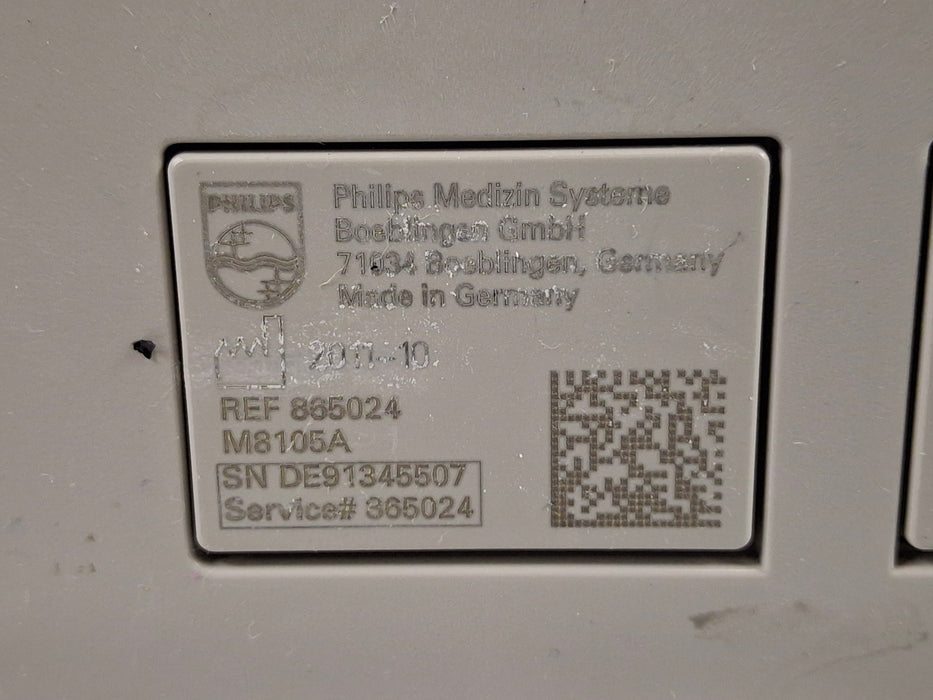 PHILIPS
Philips Medizin Systeme
Boeblingen GmbH
71034 Boeblingen, Germany
Made in Germany
2011-10
REF 865024
M8105A
SN DE91345507
Service# 365024